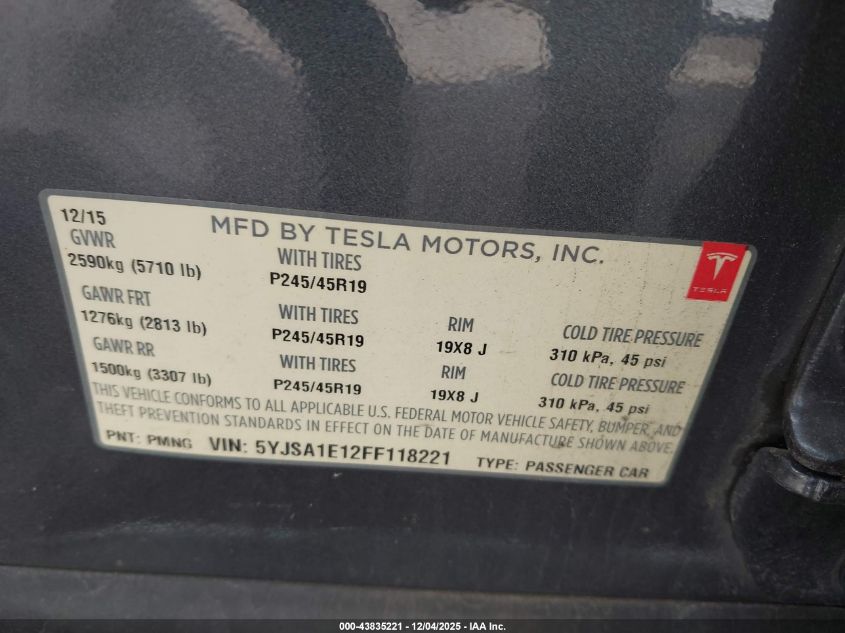 12/15
MFD BY TESLA MOTORS, INC.
GVWR
2590kg (5710 lb)
WITH TIRES
P245/45R19
TESLA
GAWR FRT
1276kg (2813 lb)
WITH TIRES
P245/45R19
RIM
19X8 J
COLD TIRE PRESSURE
310 kPa, 45 psi
GAWR RR
1500kg (3307 lb)
WITH TIRES
P245/45R19
RIM
19X8 J
COLD TIRE PRESSURE
310 kPa, 45 psi
THIS VEHICLE CONFORMS TO ALL APPLICABLE U.S. FEDERAL MOTOR VEHICLE SAFETY, BUMPER, AND
THEFT PREVENTION STANDARDS IN EFFECT ON THE DATE OF MANUFACTURE SHOWN ABOVE.
PNT: PMNG VIN: 5YJSA1E12FF118221 TYPE: PASSENGER CAR
000-43835221 - 12/04/2025 - IAA Inc.